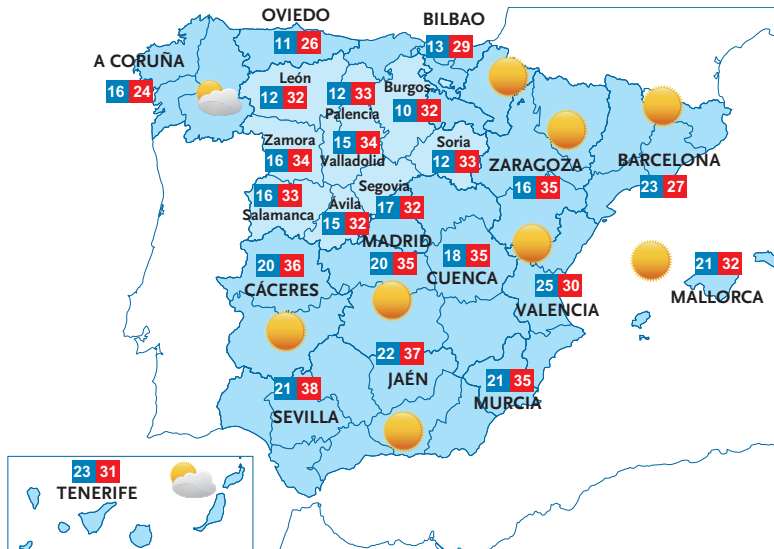 OVIEDO
11 26
BILBAO
13 29
A CORUÑA
16 24
León
12 32
12 33
Palencia
Burgos
10 32
Zamora
16 34
15 34
Valladolid
Soria
12 33
ZARAGOZA
16 35
BARCELONA
23 27
16 33
Salamanca
Ávila
15 32
Segovia
17 32
MADRID
20 35
18 35
CUENCA
20 36
CÁCERES
25 30
VALENCIA
21 32
MALLORCA
22 37
JAÉN
21 35
MURCIA
21 38
SEVILLA
23 31
TENERIFE